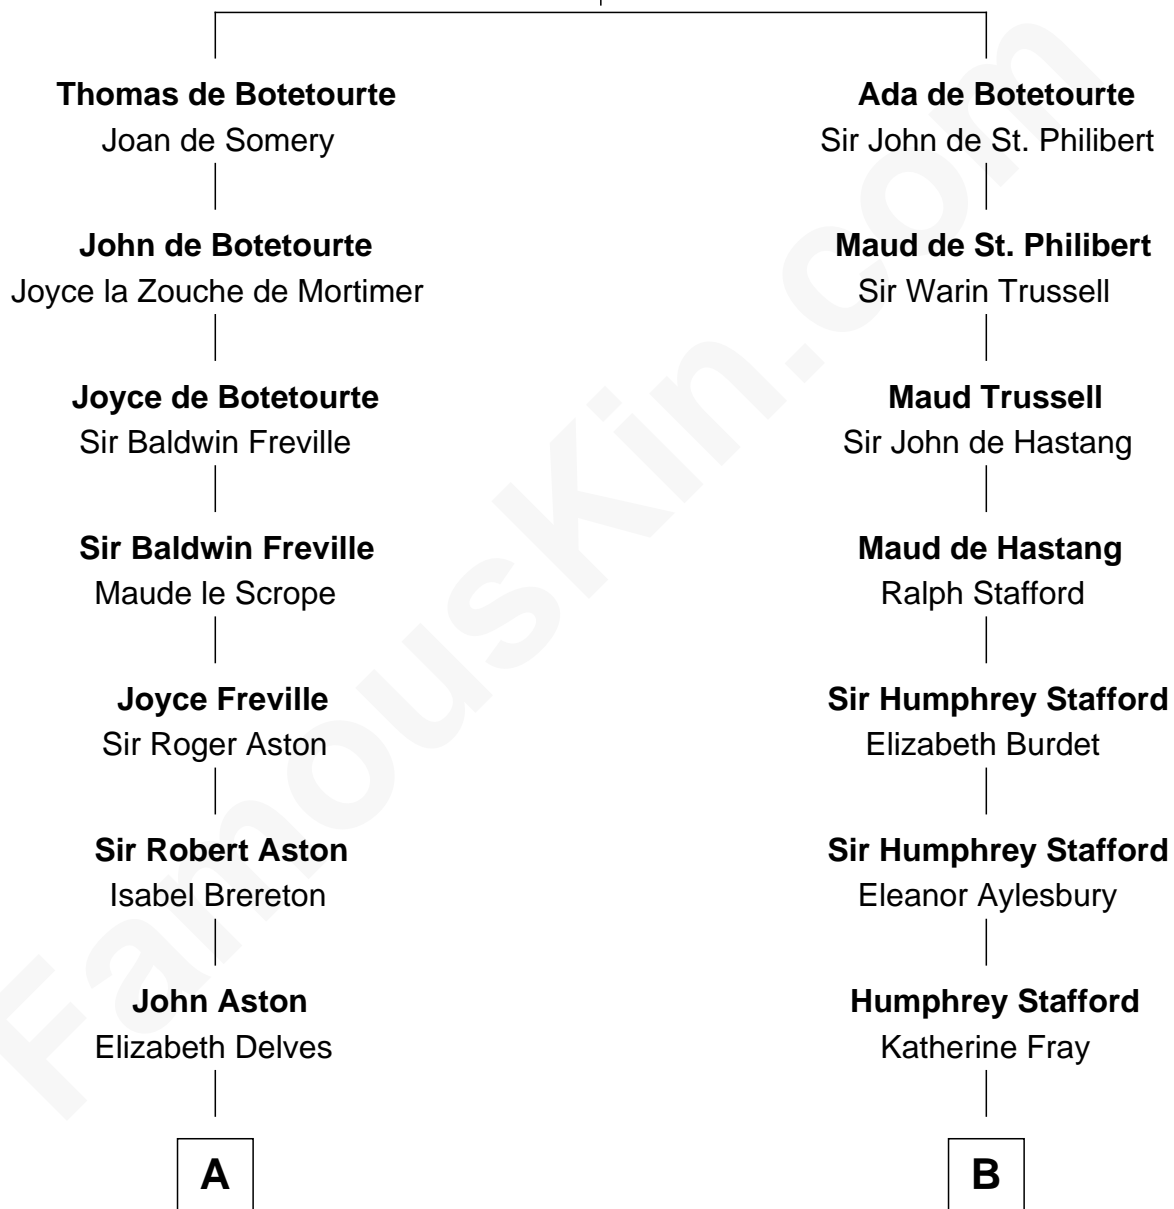 Thomas de Botetourte
Joan de Somery
John de Botetourte
Joyce la Zouche de Mortimer
Joyce de Botetourte
Sir Baldwin Freville
Sir Baldwin Freville
Maude le Scrope
Joyce Freville
Sir Roger Aston
Sir Robert Aston
Isabel Brereton
John Aston
Elizabeth Delves
A
Ada de Botetourte
Sir John de St. Philibert
Maud de St. Philibert
Sir Warin Trussell
Maud Trussell
Sir John de Hastang
Maud de Hastang
Ralph Stafford
Sir Humphrey Stafford
Elizabeth Burdet
Sir Humphrey Stafford
Eleanor Aylesbury
Humphrey Stafford
Katherine Fray
B
FamousKin.com